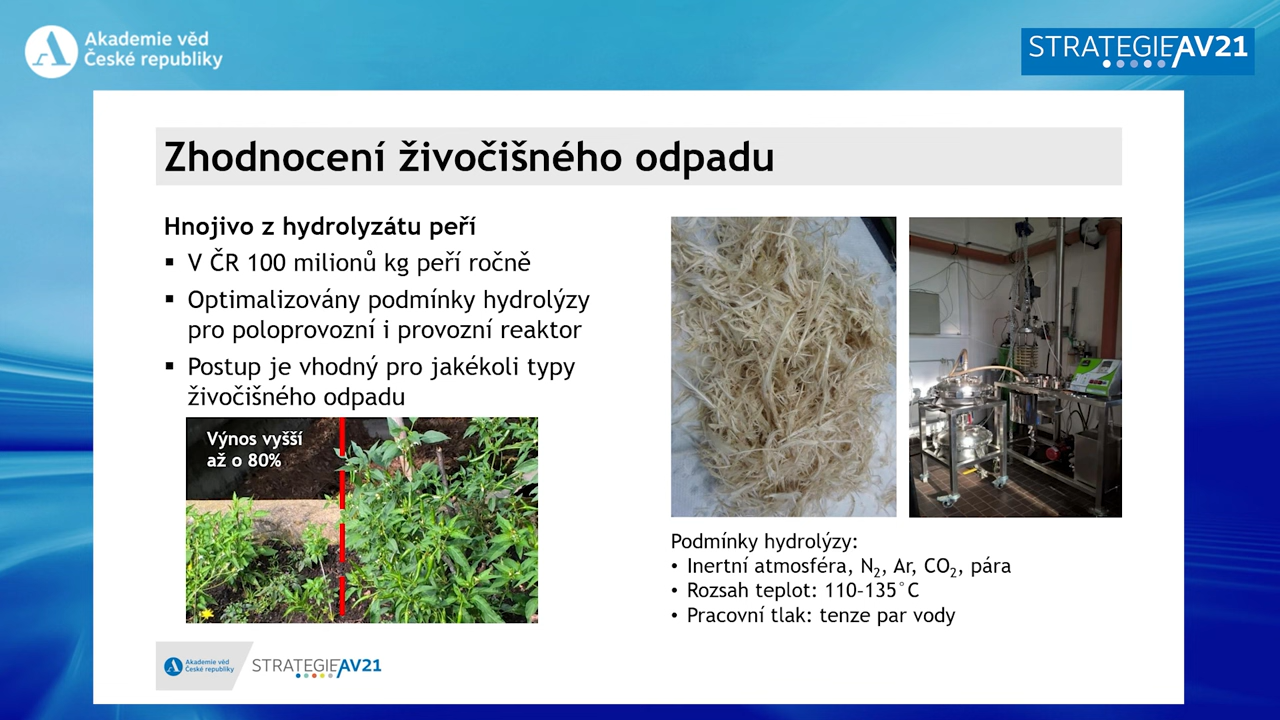 Akademie věd
České republiky
STRATEGIE AV21
Zhodnocení živočišného odpadu
Hnojivo z hydrolyzátu peří
▪ V ČR 100 milionů kg peří ročně
▪ Optimalizovány podmínky hydrolýzy
pro poloprovozní i provozní reaktor
▪ Postup je vhodný pro jakékoli typy
živočišného odpadu
Výnos vyšší
až o 80%
Podmínky hydrolýzy:
• Inertní atmosféra, N₂, Ar, CO₂, pára
• Rozsah teplot: 110–135°C
• Pracovní tlak: tenze par vody
Akademie věd
České republiky
STRATEGIE AV21